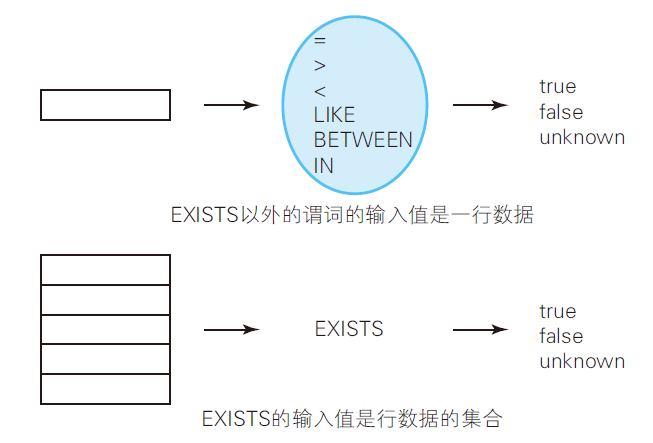 =
>
<
LIKE
BETWEEN
IN
true
false
unknown
EXISTS以外的谓词的输入值是一行数据
EXISTS
true
false
unknown
EXISTS的输入值是行数据的集合